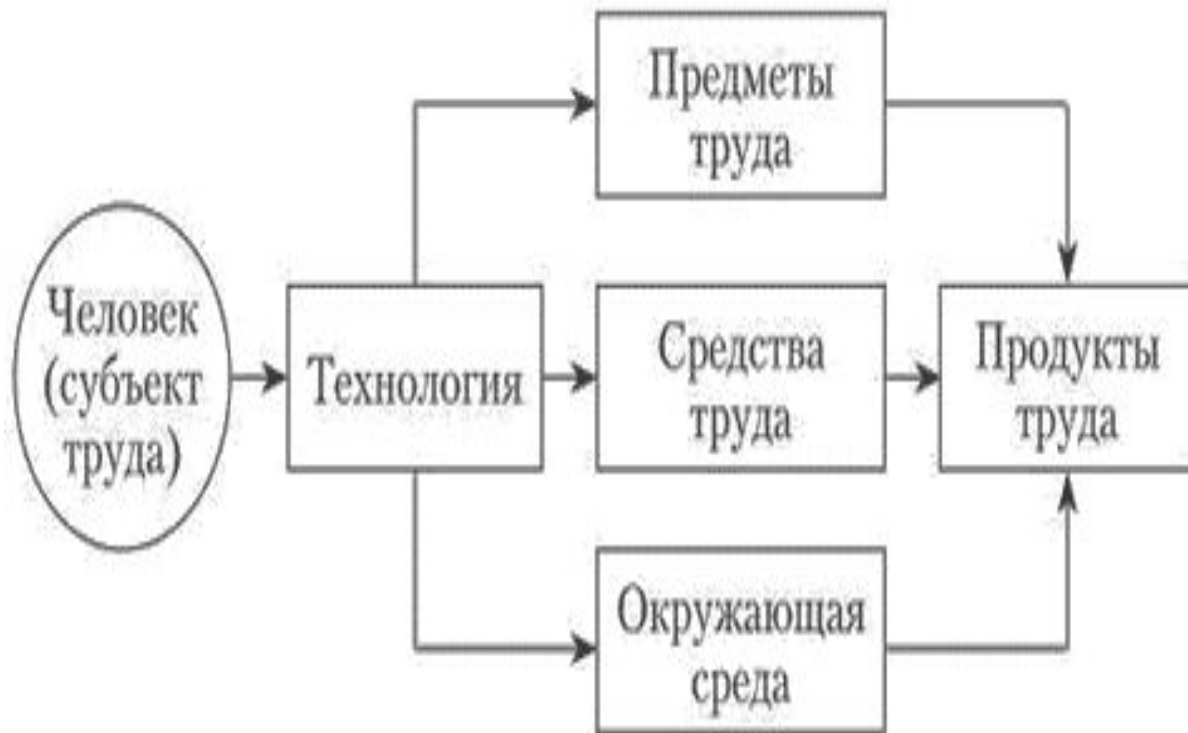 Предметы
труда
Человек
(субъект
труда)
Технология
Средства
труда
Продукты
труда
Окружающая
среда